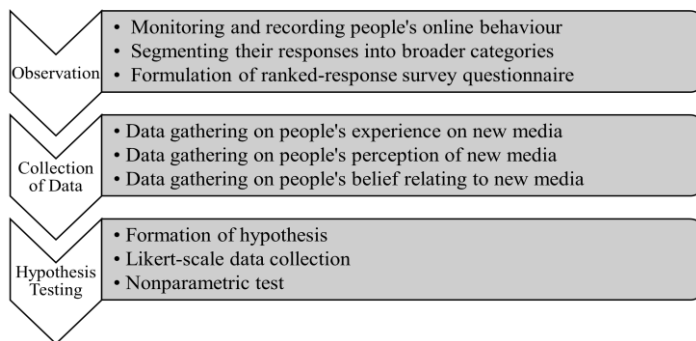 Observation
• Monitoring and recording people's online behaviour
• Segmenting their responses into broader categories
• Formulation of ranked-response survey questionnaire
Collection
of Data
• Data gathering on people's experience on new media
• Data gathering on people's perception of new media
• Data gathering on people's belief relating to new media
Hypothesis
Testing
• Formation of hypothesis
• Likert-scale data collection
• Nonparametric test